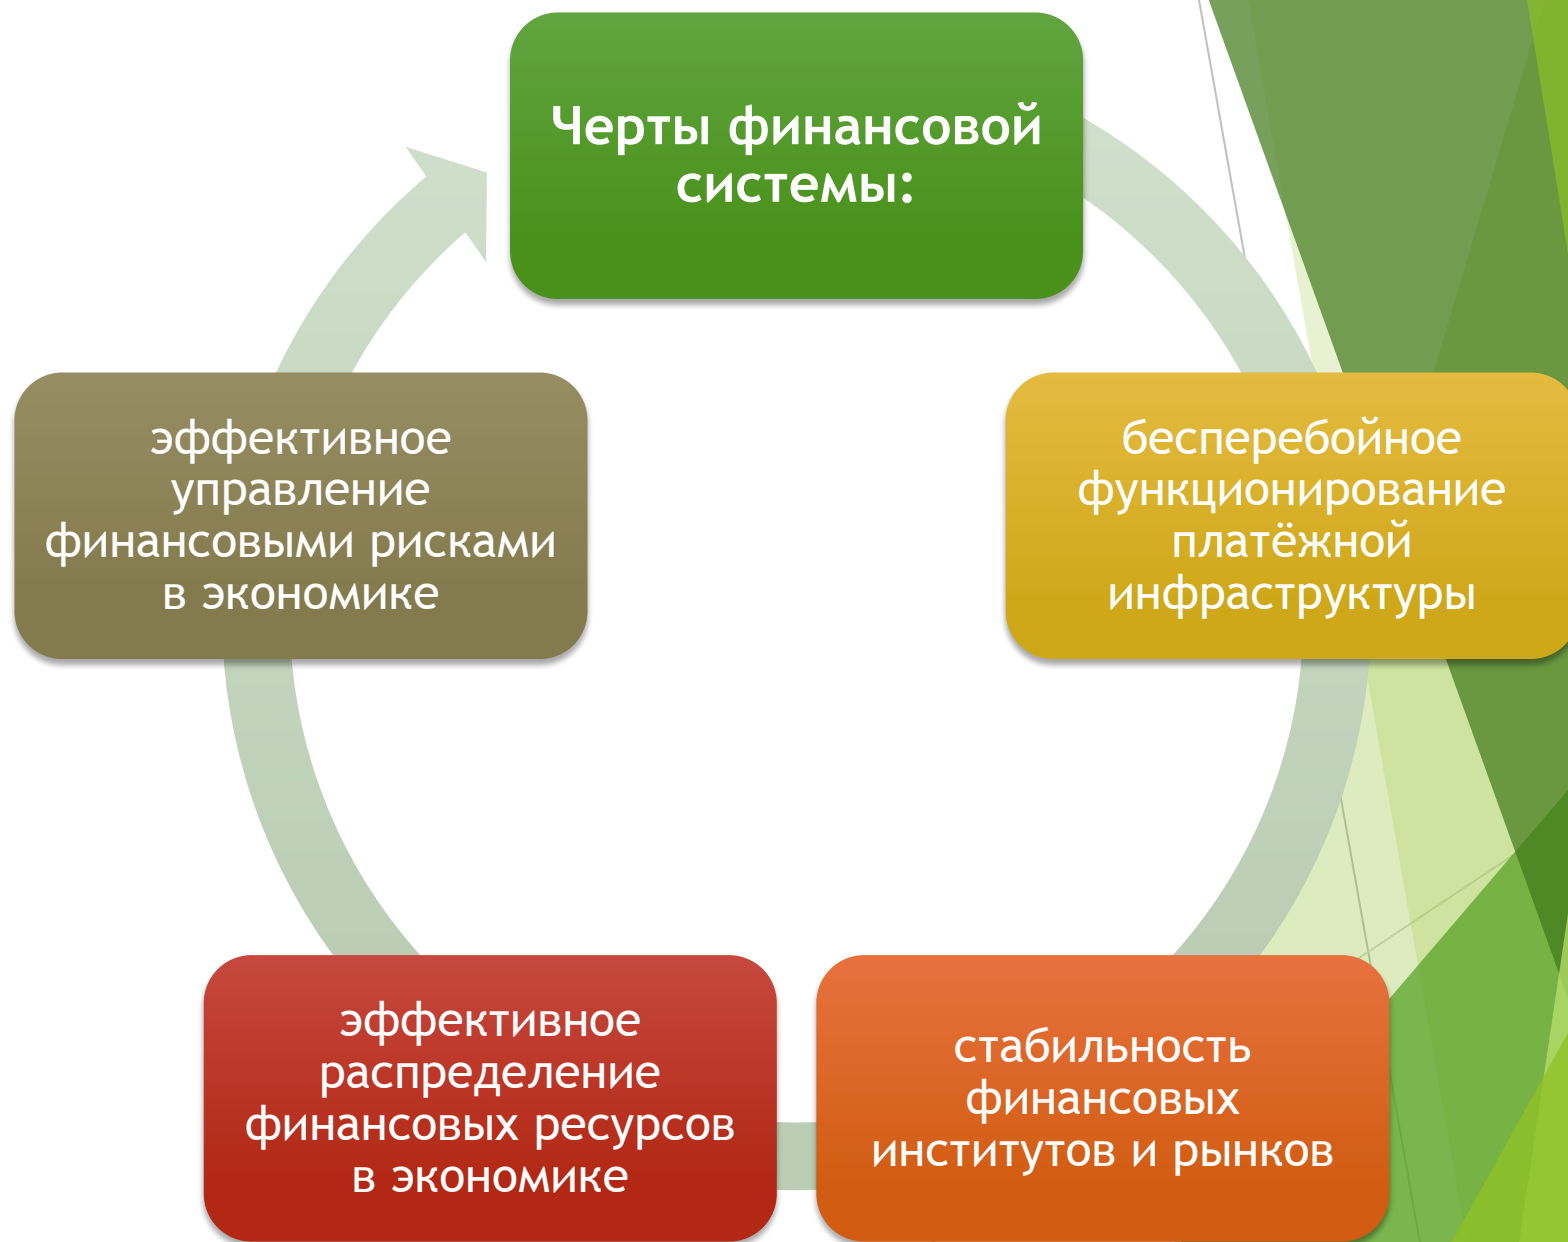 Черты финансовой
системы:
бесперебойное
функционирование
платёжной
инфраструктуры
стабильность
финансовых
институтов и рынков
эффективное
распределение
финансовых ресурсов
в экономике
эффективное
управление
финансовыми рисками
в экономике